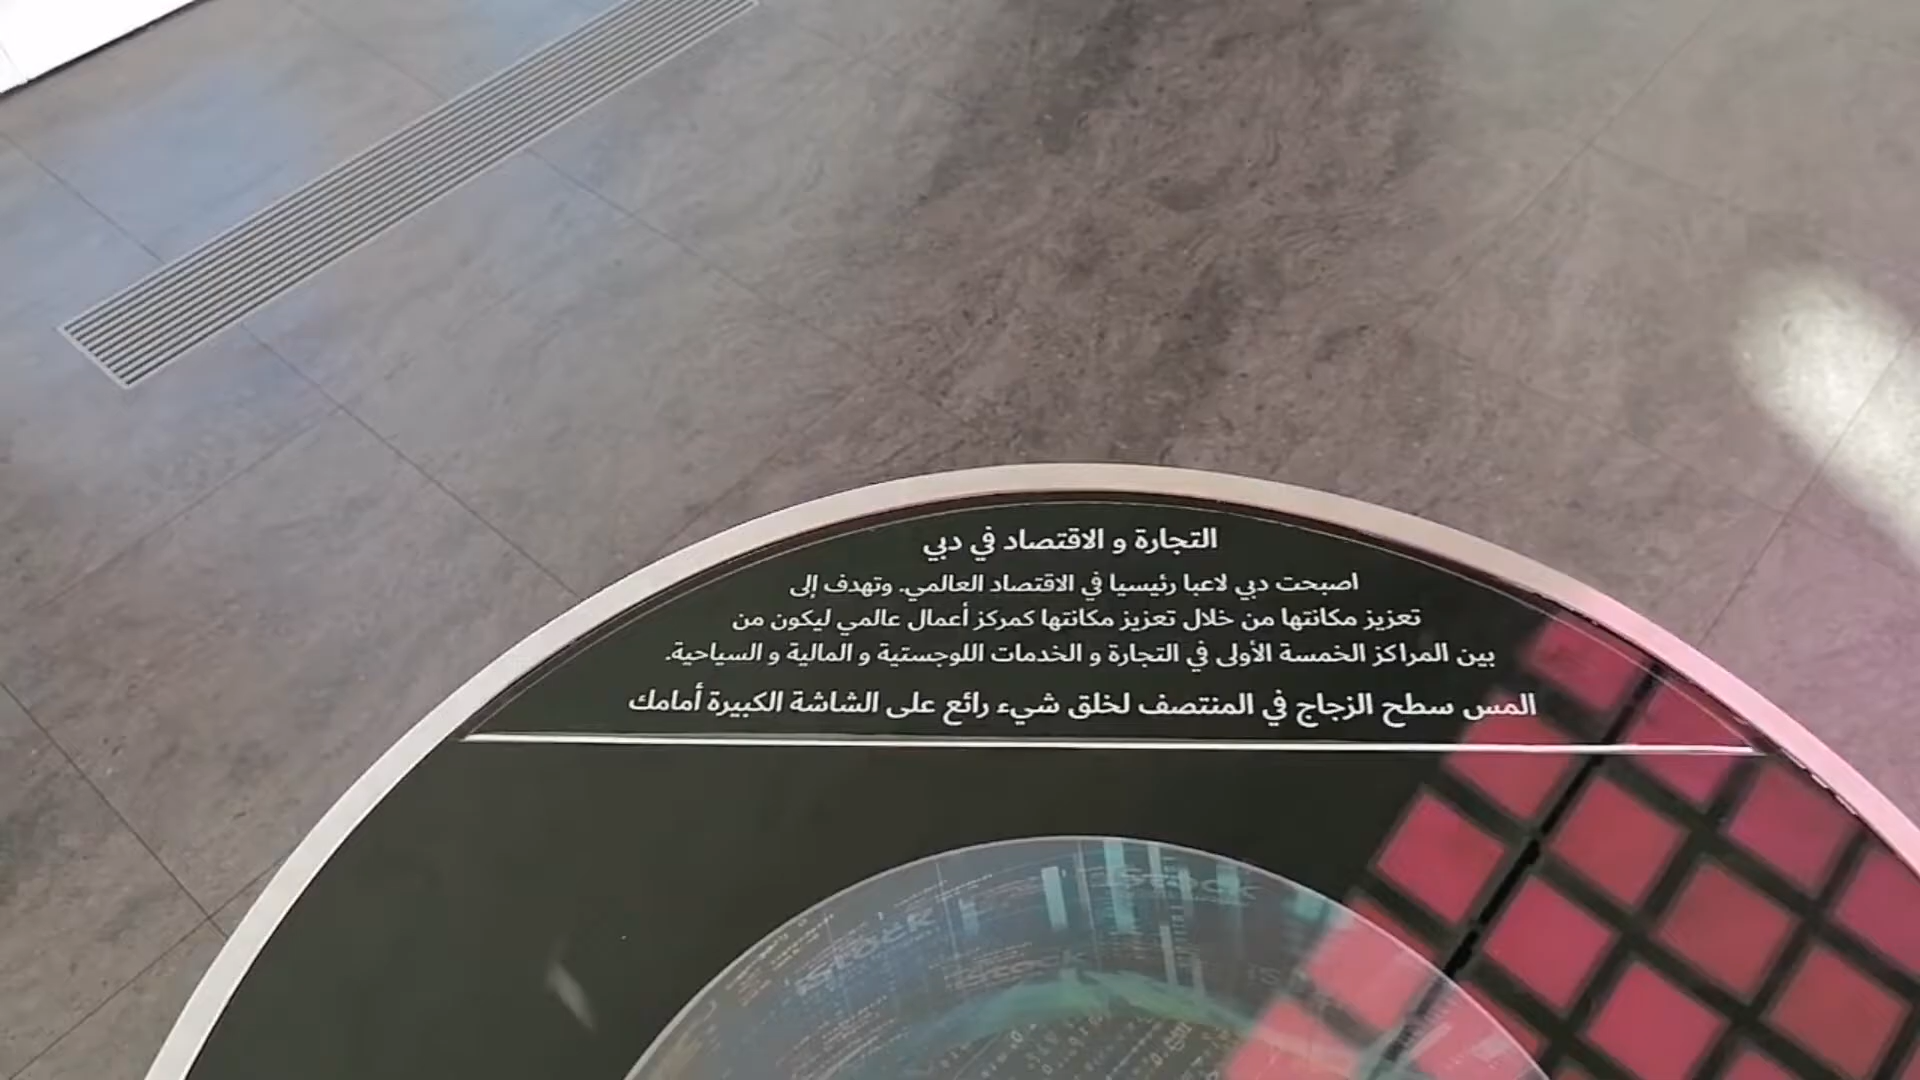 التجارة و الاقتصاد في دبي
اصبحت دبي لاعبا رئيسيا في الاقتصاد العالمي. وتهدف إلى
تعزيز مكانتها من خلال تعزيز مكانتها كمركز أعمال عالمي ليكون من
بين المراكز الخمسة الأولى في التجارة و الخدمات اللوجستية و المالية و السياحية.
المس سطح الزجاج في المنتصف لخلق شيء رائع على الشاشة الكبيرة أمامك